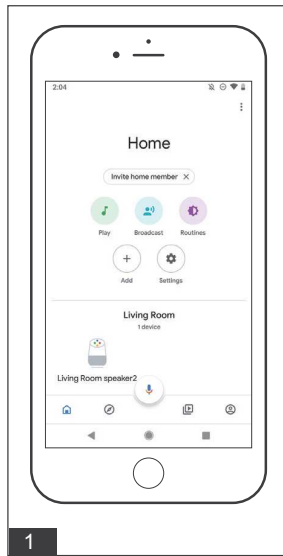 2:04
Home
Invite home member X
Play Broadcast Routines
Add Settings
Living Room
1 device
Living Room speaker2
1